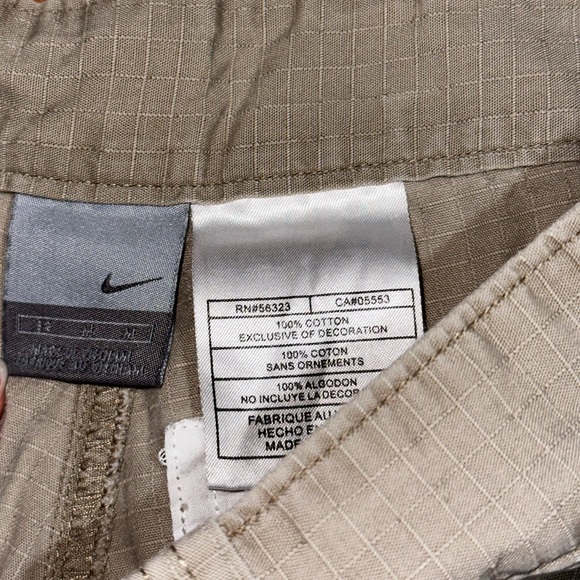 RN#56323 CA#05553
100% COTTON
EXCLUSIVE OF DECORATION
100% COTON
SANS ORNEMENTS
100% ALGODON
NO INCLUYE LA DECOR
FABRIQUE AU
HECHO E
MADE